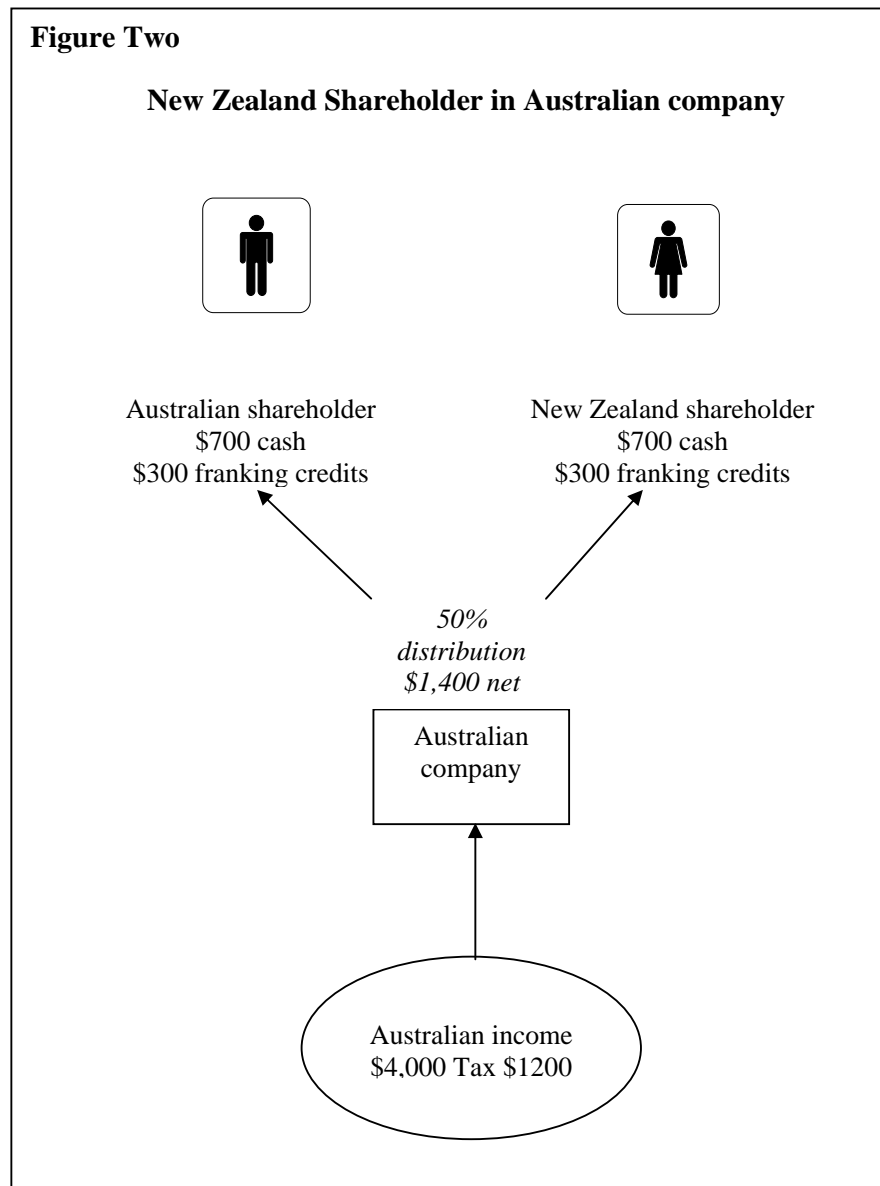 Figure Two
New Zealand Shareholder in Australian company
Australian shareholder
$700 cash
$300 franking credits
New Zealand shareholder
$700 cash
$300 franking credits
50%
distribution
$1,400 net
Australian
company
Australian income
$4,000 Tax $1200